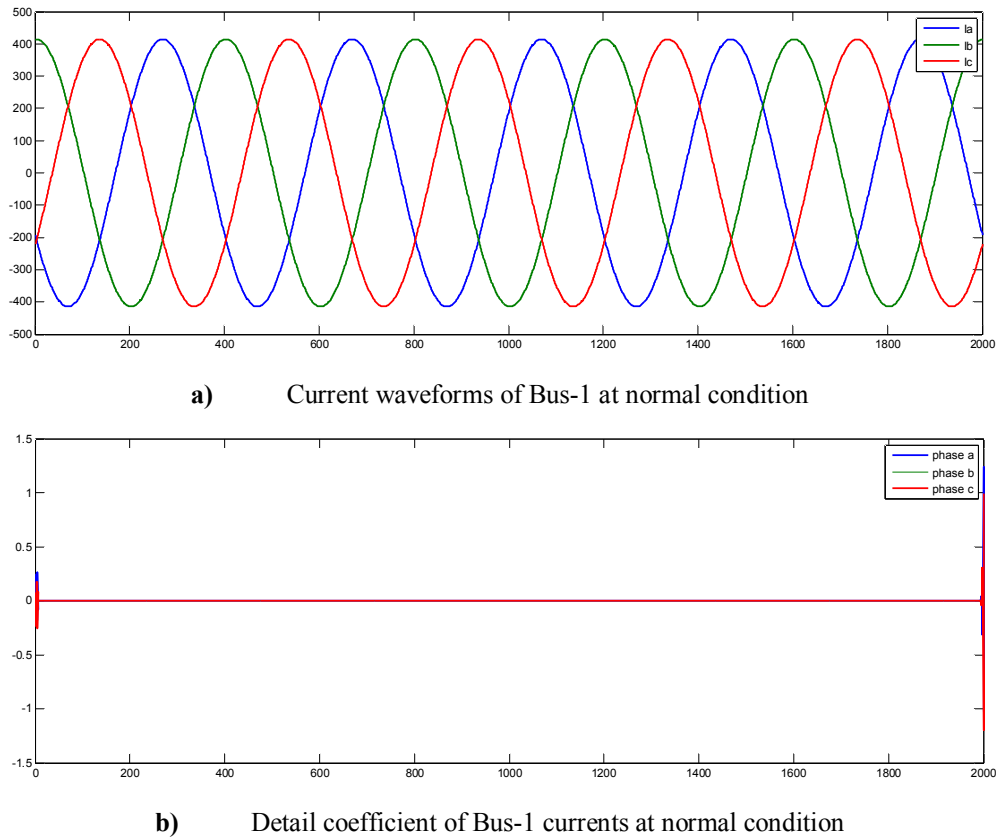 500
400
300
200
100
0
-100
-200
-300
-400
-500
0 200 400 600 800 1000 1200 1400 1600 1800 2000
Ia
Ib
Ic
a) Current waveforms of Bus-1 at normal condition
1.5
1
0.5
0
-0.5
-1
-1.5
0 200 400 600 800 1000 1200 1400 1600 1800 2000
phase a
phase b
phase c
b) Detail coefficient of Bus-1 currents at normal condition